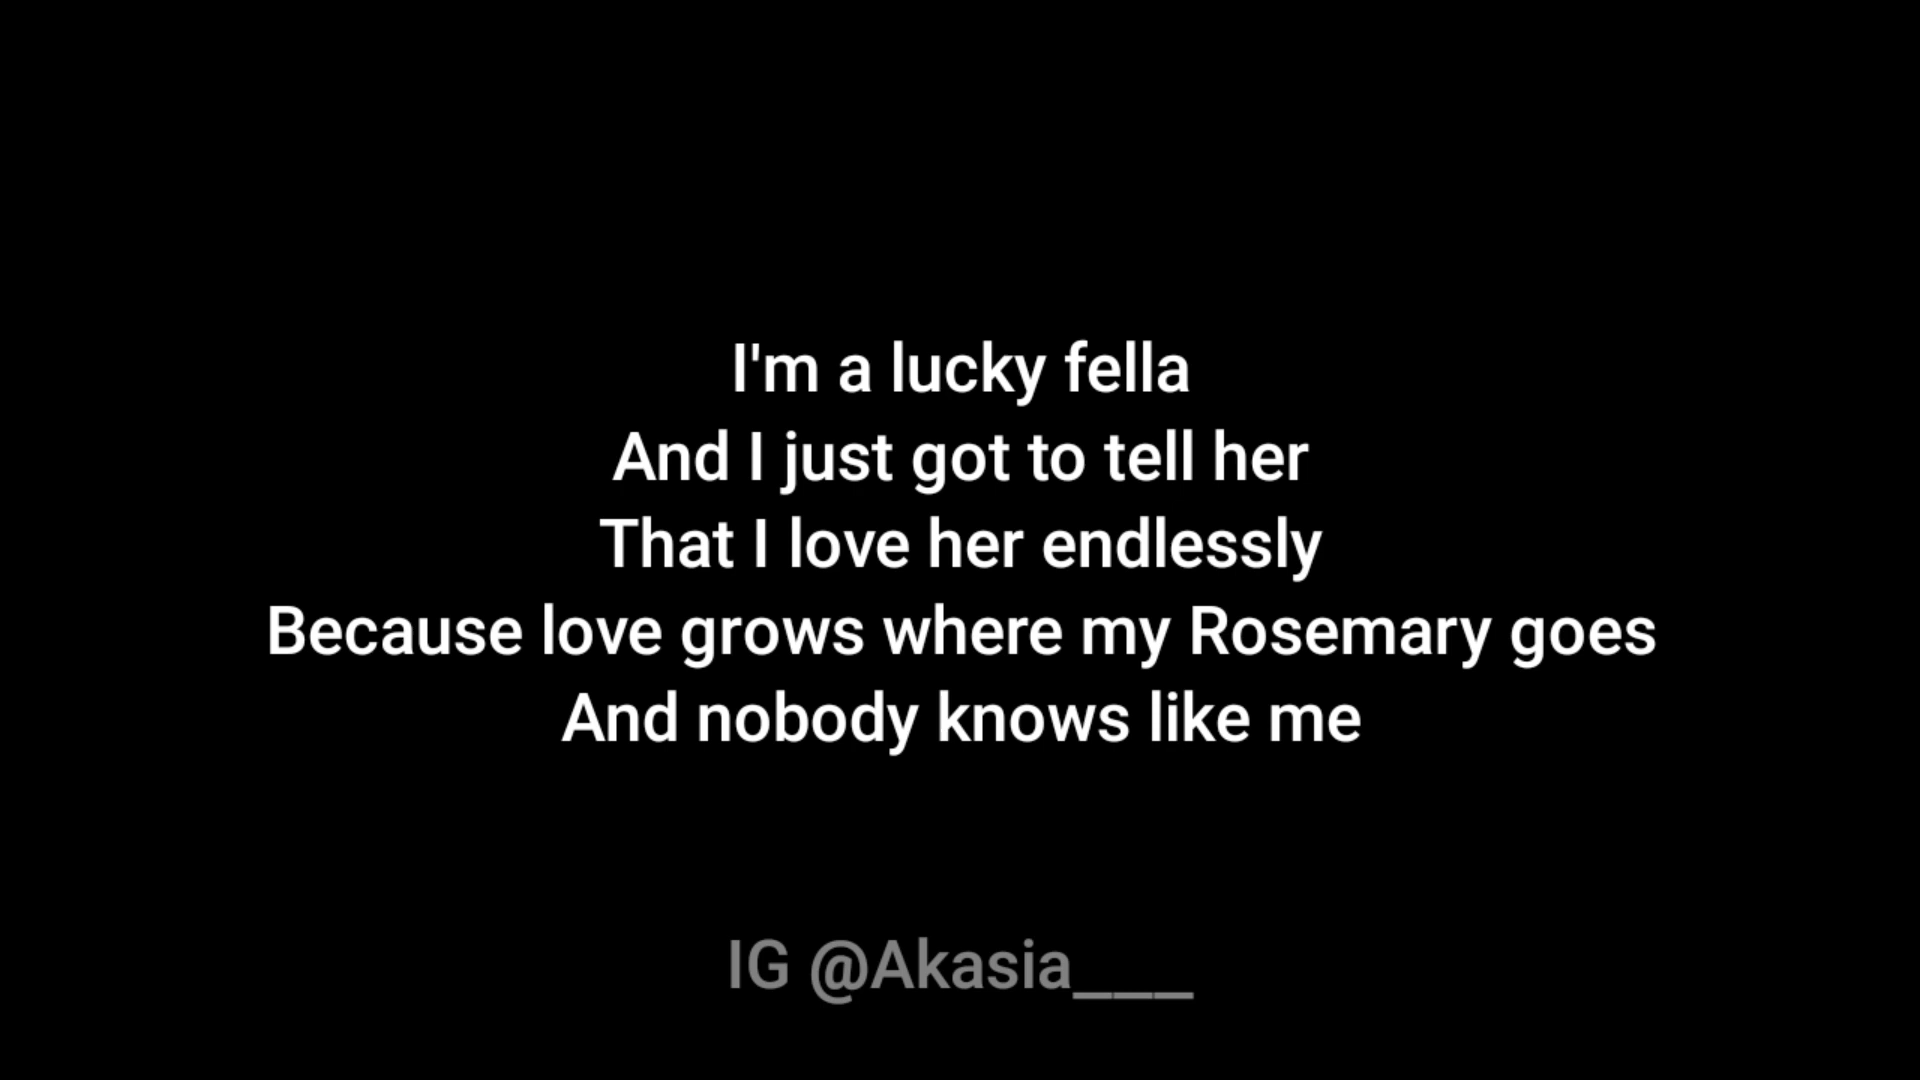 I'm a lucky fella
And I just got to tell her
That I love her endlessly
Because love grows where my Rosemary goes
And nobody knows like me
IG @Akasia___